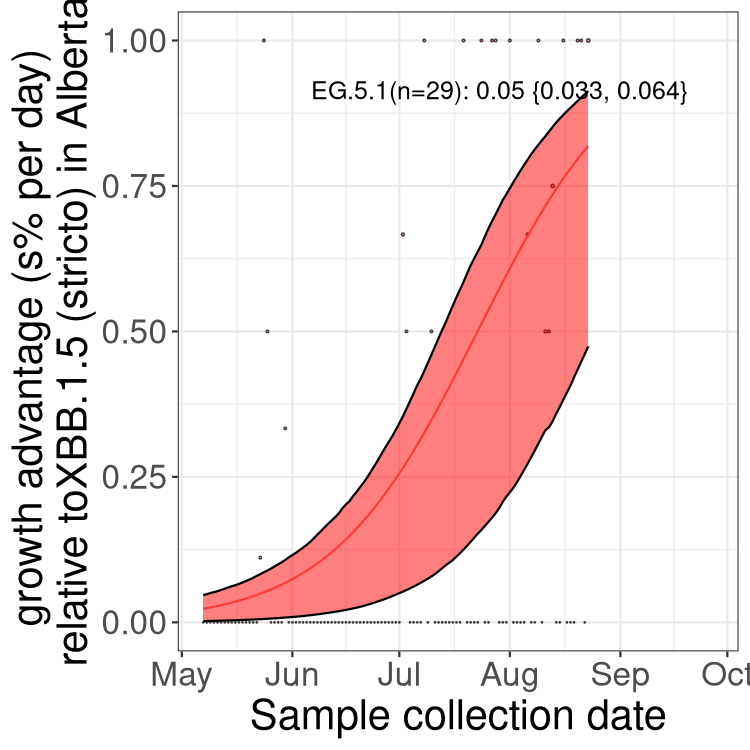 growth advantage (s% per day)
relative toXBB.1.5 (stricto) in Alberta
1.00
0.75
0.50
0.25
0.00
EG.5.1(n=29): 0.05 {0.033, 0.064}
May Jun Jul Aug Sep Oct
Sample collection date